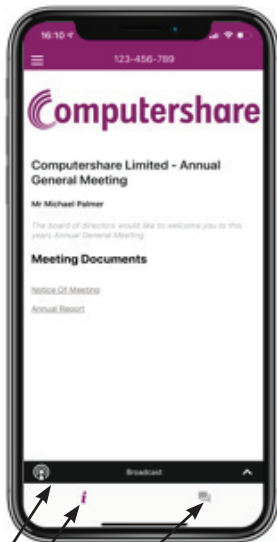 16:10
123-456-789
Computershare
Computershare Limited - Annual
General Meeting
Mr Michael Palmer
The board of directors would like to welcome you to this
years Annual General Meeting
Meeting Documents
Notice Of Meeting
Annual Report
Broadcast
i